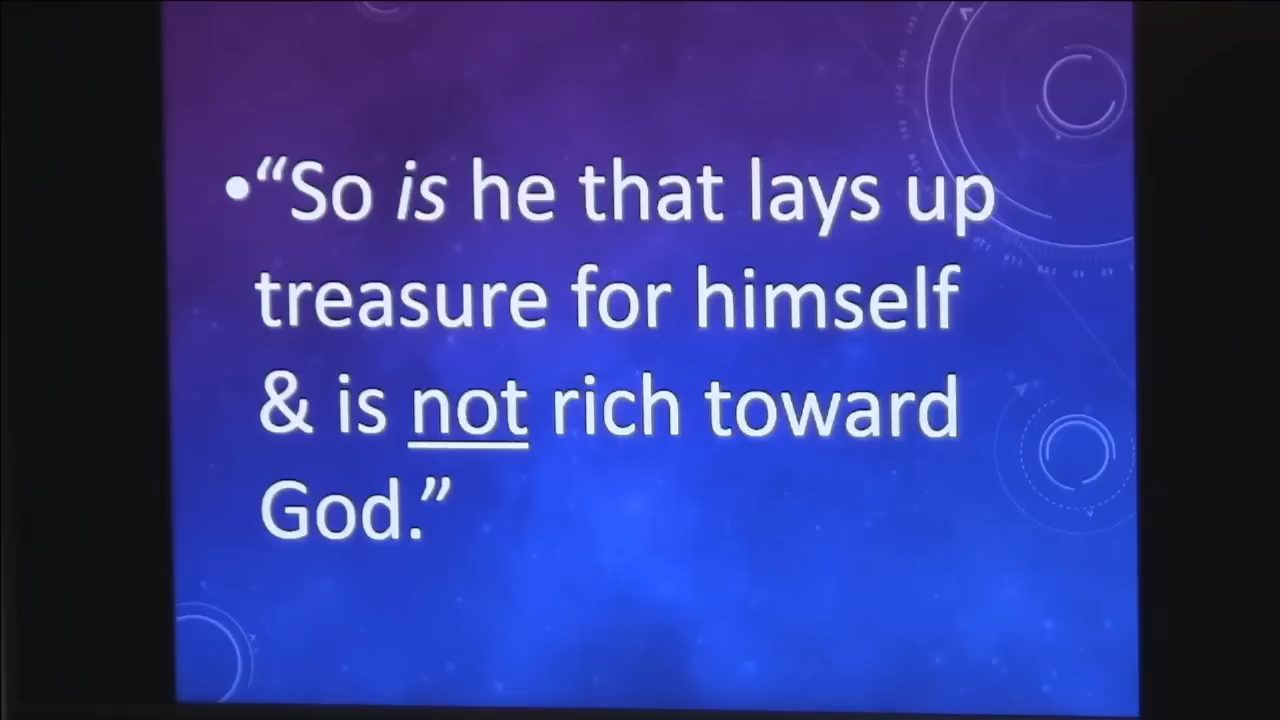 •“So is he that lays up
treasure for himself
& is not rich toward
God.”